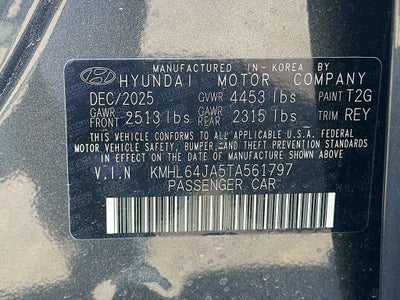 MANUFACTURED IN - KOREA BY
HYUNDAI MOTOR COMPANY
DEC/2025 GVWR 4453 lbs PAINT T2G
GAWR FRONT 2513 lbs GAWR REAR 2315 lbs TRIM REY
THIS VEHICLE CONFORMS TO ALL APPLICABLE U.S.A. FEDERAL
MOTOR VEHICLE SAFETY, BUMPER, AND THEFT PREVENTION
STANDARDS IN EFFECT ON THE DATE OF MANUFACTURE SHOWN ABOVE.
V.I.N KMHL64JA5TA561797
PASSENGER CAR